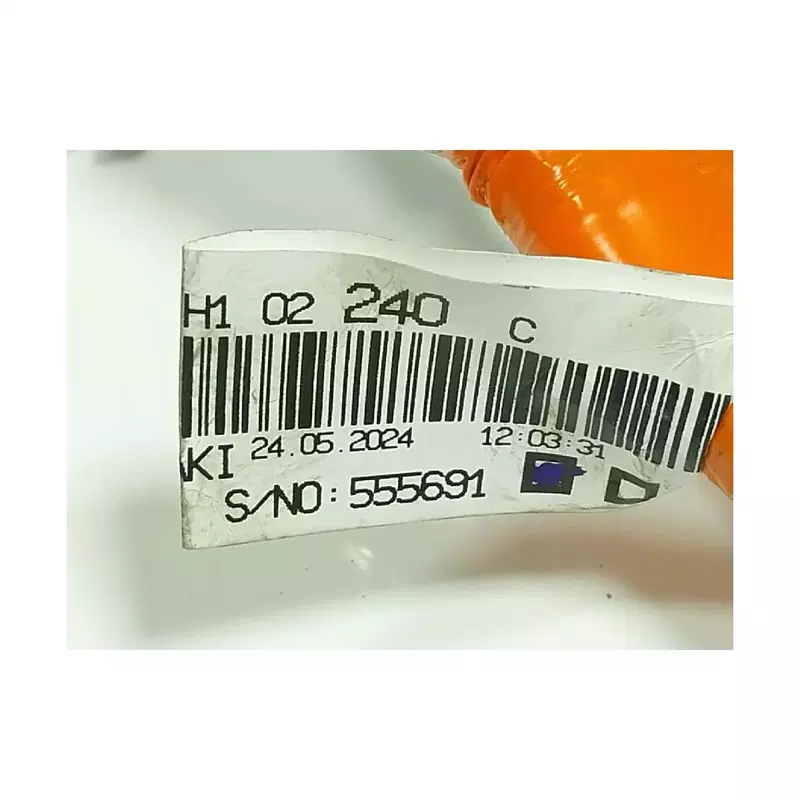 H1 02 240 C
KI 24.05.2024 12:03:31
S/NO: 555691 D